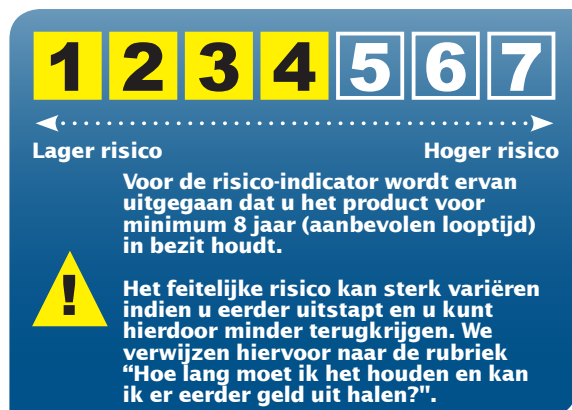 1 2 3 4 5 6 7
Lager risico Hoger risico
Voor de risico-indicator wordt ervan
uitgegaan dat u het product voor
minimum 8 jaar (aanbevolen looptijd)
in bezit houdt.
!
Het feitelijke risico kan sterk variëren
indien u eerder uitstapt en u kunt
hierdoor minder terugkrijgen. We
verwijzen hiervoor naar de rubriek
“Hoe lang moet ik het houden en kan
ik er eerder geld uit halen?".